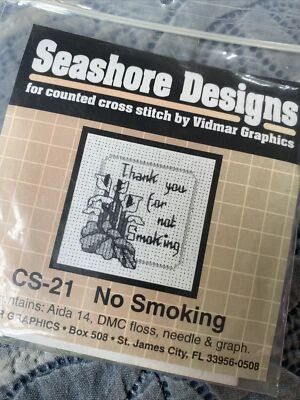 Seashore Designs
for counted cross stitch by Vidmar Graphics
Thank you
for
not
Smoking
CS-21 No Smoking
ntains: Aida 14, DMC floss, needle & graph.
R GRAPHICS • Box 508 • St. James City, FL 33956-0508